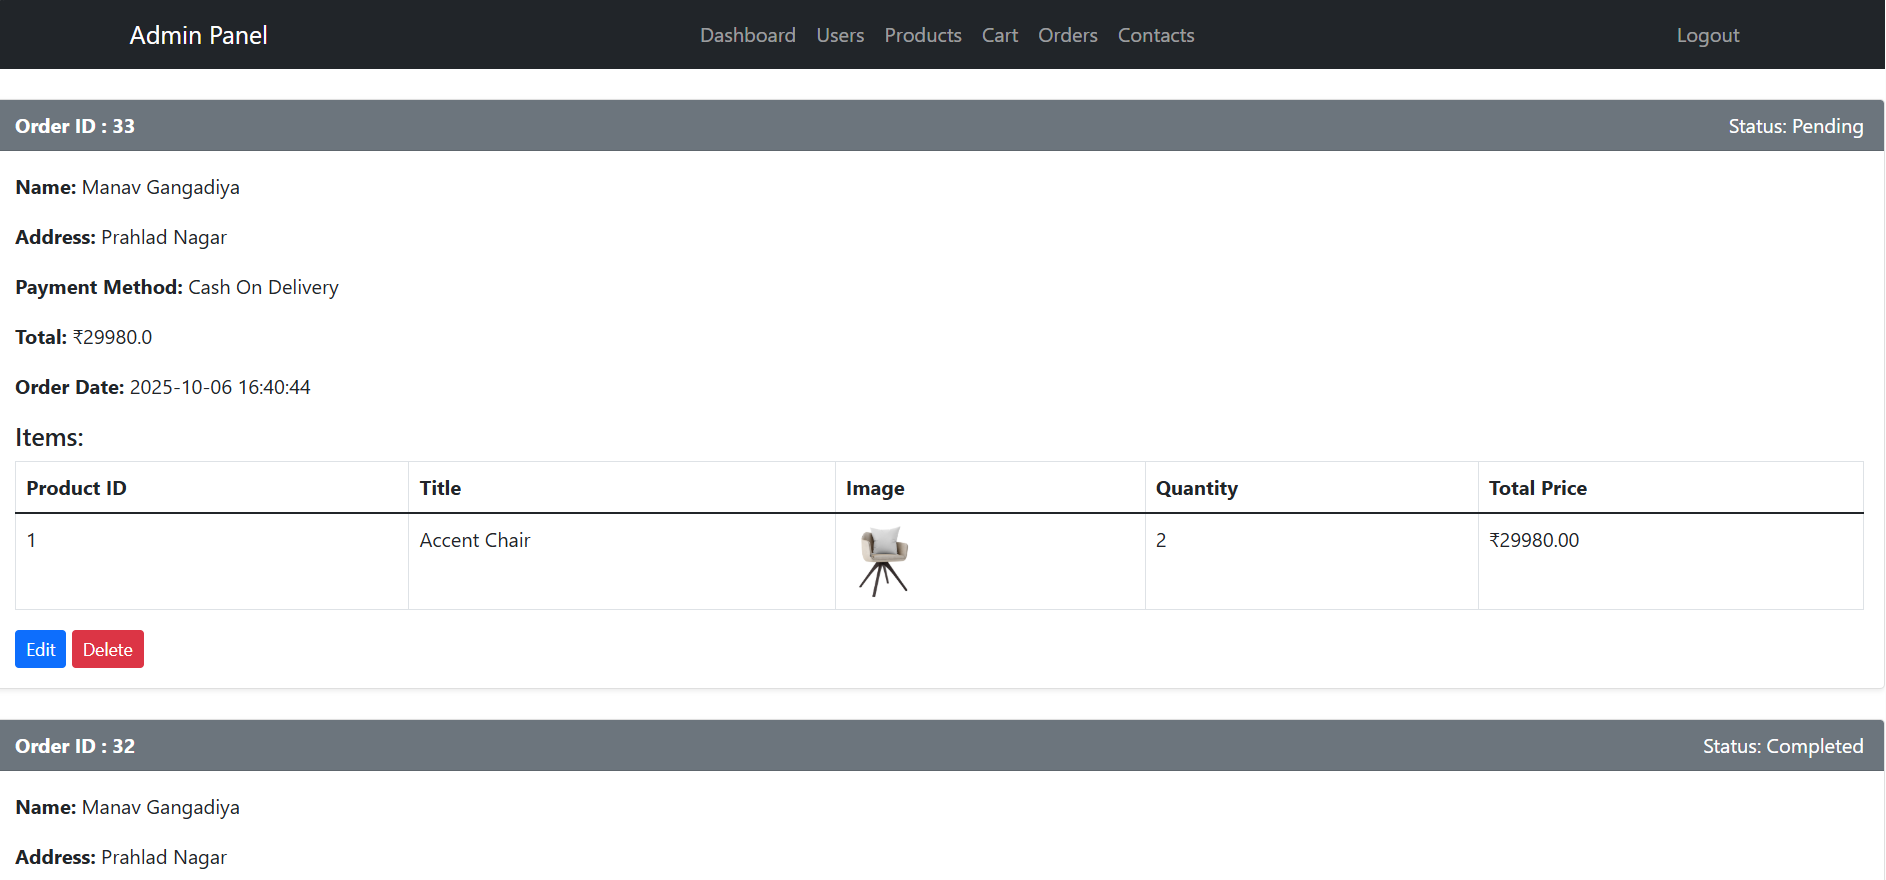 Admin Panel Dashboard Users Products Cart Orders Contacts Logout
Order ID : 33 Status: Pending
Name: Manav Gangadiya
Address: Prahlad Nagar
Payment Method: Cash On Delivery
Total: ₹29980.0
Order Date: 2025-10-06 16:40:44
Items:
Product ID Title Image Quantity Total Price
1 Accent Chair 2 ₹29980.00
Edit Delete
Order ID : 32 Status: Completed
Name: Manav Gangadiya
Address: Prahlad Nagar